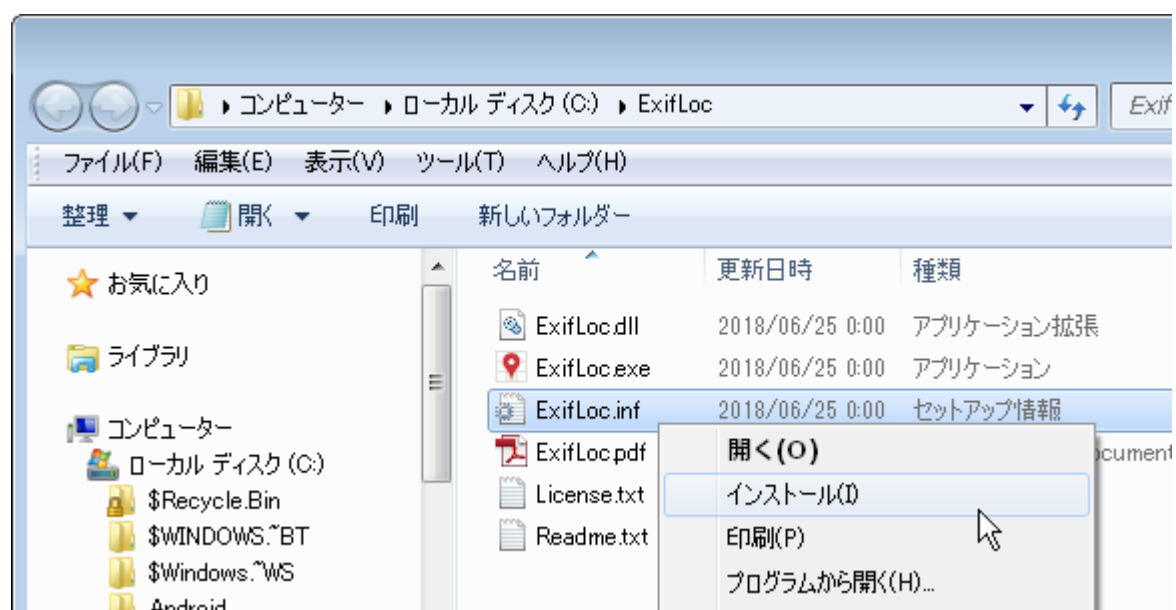 コンピューター ローカル ディスク (C:) ExifLoc Exif
ファイル(F) 編集(E) 表示(V) ツール(T) ヘルプ(H)
整理 開く 印刷 新しいフォルダー
名前 更新日時 種類
お気に入り
ライブラリ
コンピューター
ローカル ディスク (C:)
$Recycle.Bin
$WINDOWS.~BT
$Windows.~WS
Android
ExifLoc.dll 2018/06/25 0:00 アプリケーション拡張
ExifLoc.exe 2018/06/25 0:00 アプリケーション
ExifLoc.inf 2018/06/25 0:00 セットアップ情報
ExifLoc.pdf
License.txt
Readme.txt
開く(O)
インストール(I)
印刷(P)
プログラムから開く(H)...